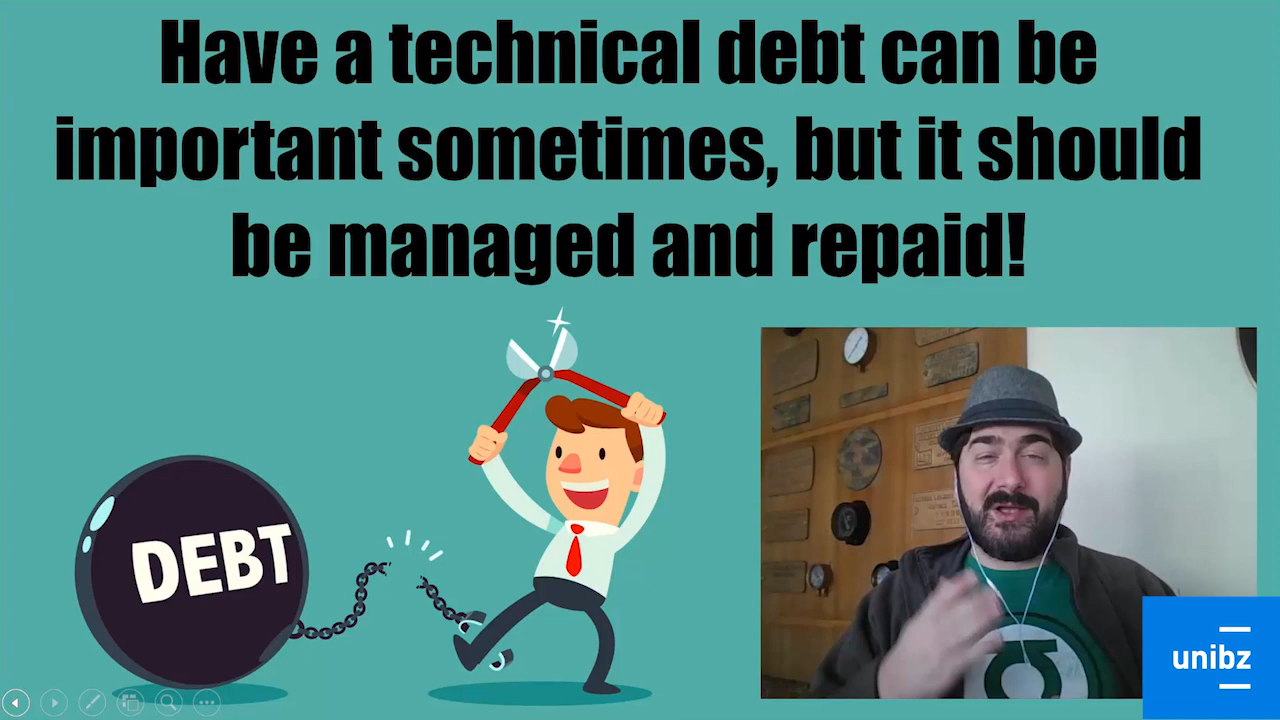 Have a technical debt can be
important sometimes, but it should
be managed and repaid!
DEBT
unibz